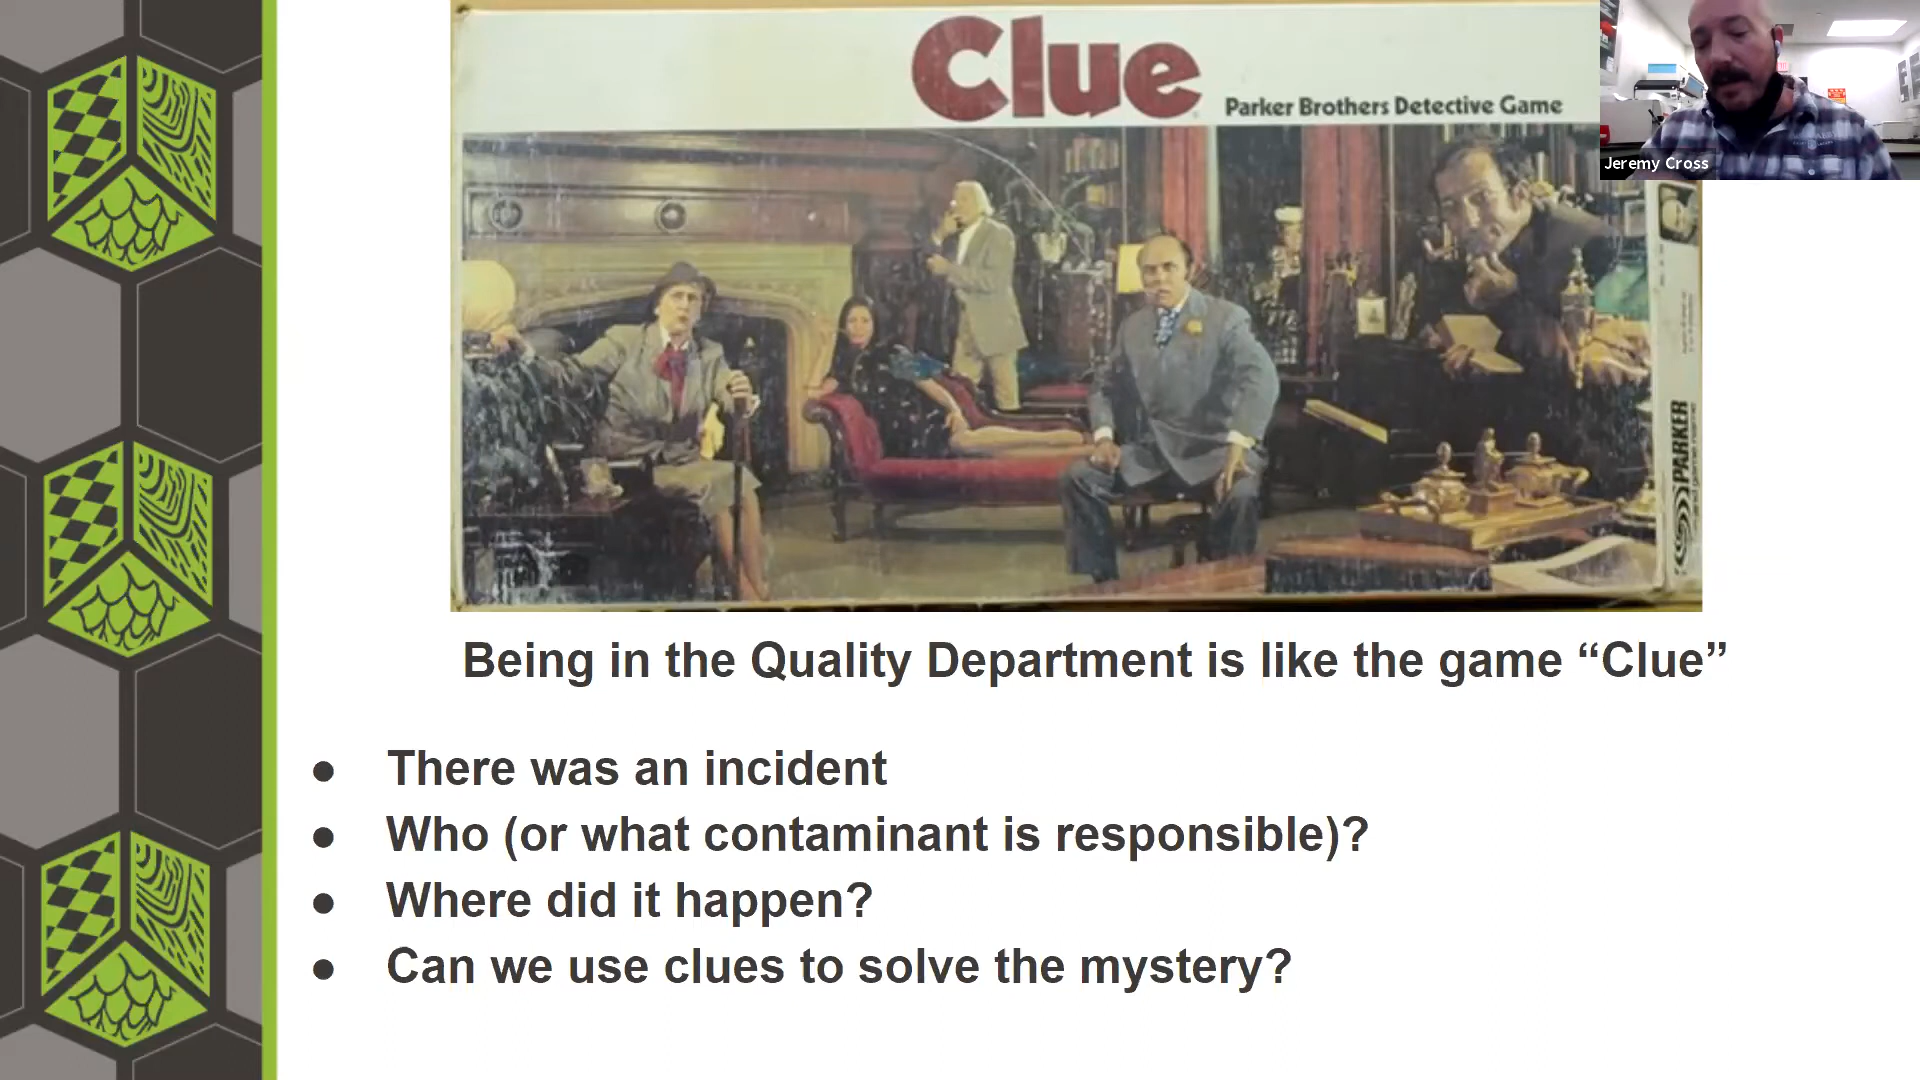 Clue
Parker Brothers Detective Game
Jeremy Cross
PARKER
Being in the Quality Department is like the game “Clue”
● There was an incident
● Who (or what contaminant is responsible)?
● Where did it happen?
● Can we use clues to solve the mystery?